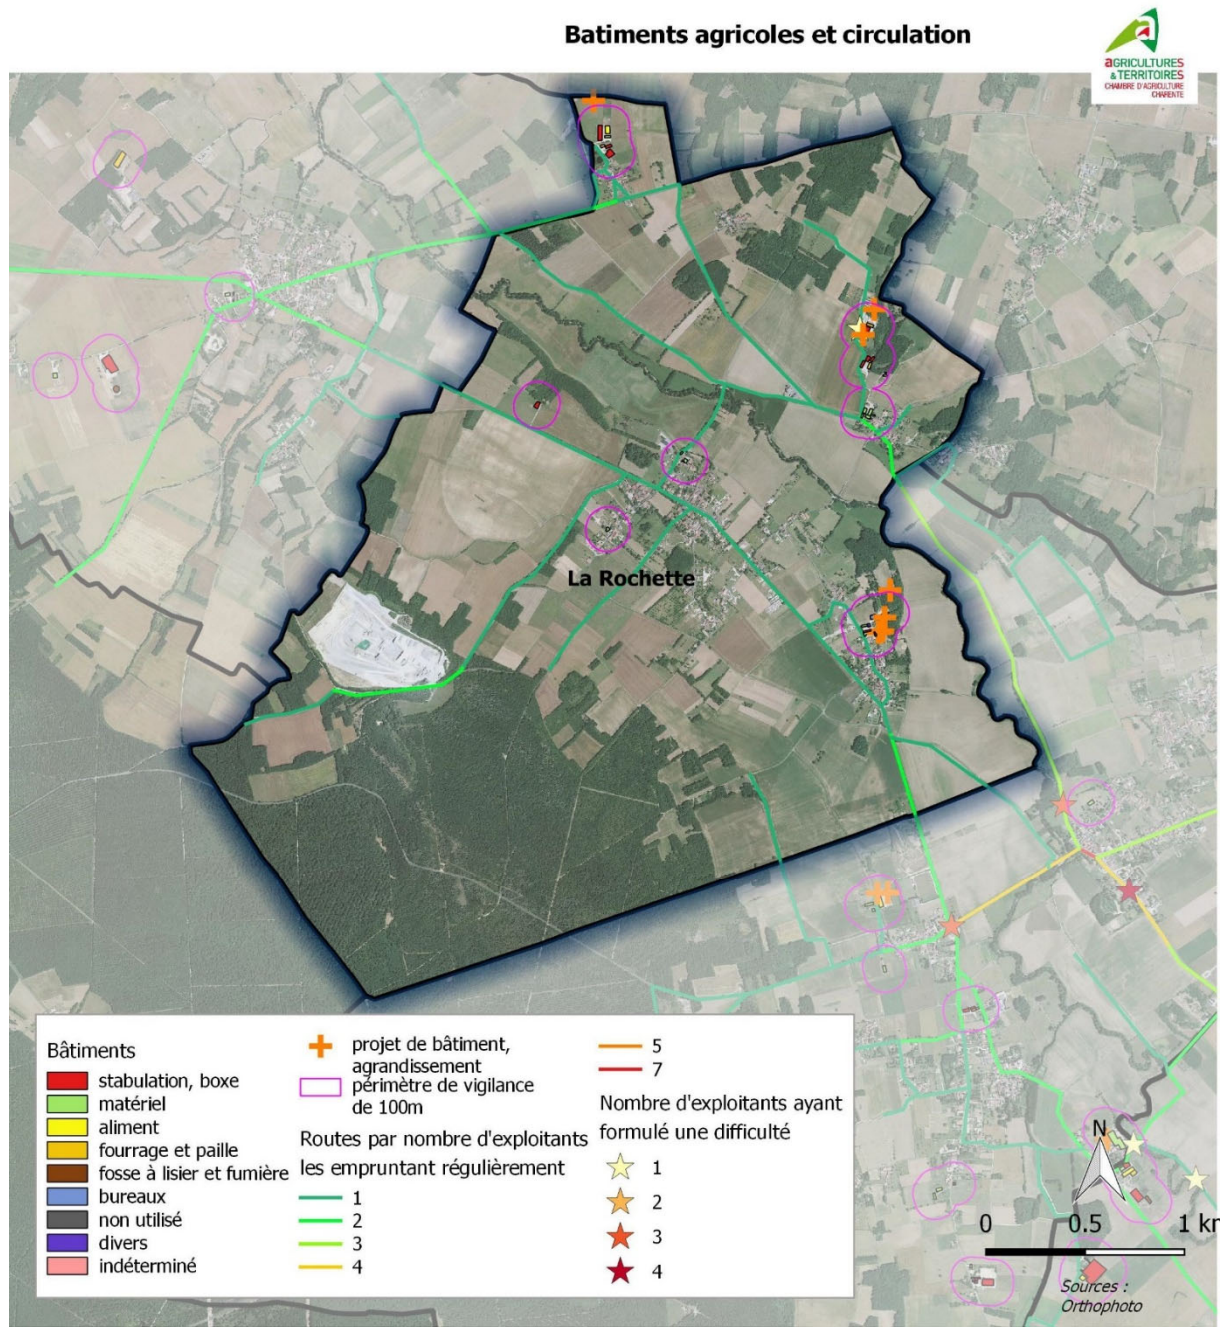 Batiments agricoles et circulation
a
AGRICULTURES
& TERRITOIRES
CHAMBRE D'AGRICULTURE
CHARENTE
La Rochette
Bâtiments
stabulation, boxe
matériel
aliment
fourrage et paille
fosse à lisier et fumière
bureaux
non utilisé
divers
indéterminé
projet de bâtiment,
agrandissement
périmètre de vigilance
de 100m
Routes par nombre d'exploitants
les empruntant régulièrement
1
2
3
4
5
7
Nombre d'exploitants ayant
formulé une difficulté
1
2
3
4
N
0 0.5 1 km
Sources :
Orthophoto